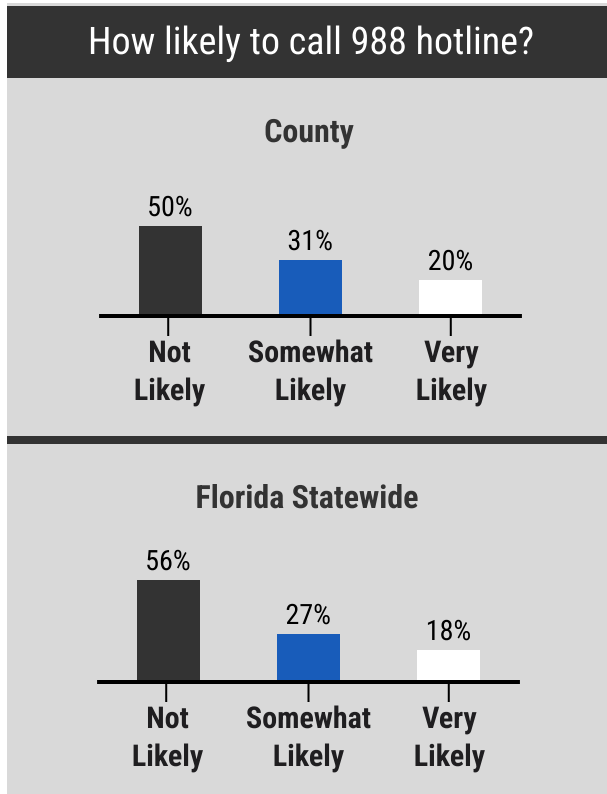 How likely to call 988 hotline?
County
50%
31%
20%
Not Likely
Somewhat Likely
Very Likely
Florida Statewide
56%
27%
18%
Not Likely
Somewhat Likely
Very Likely